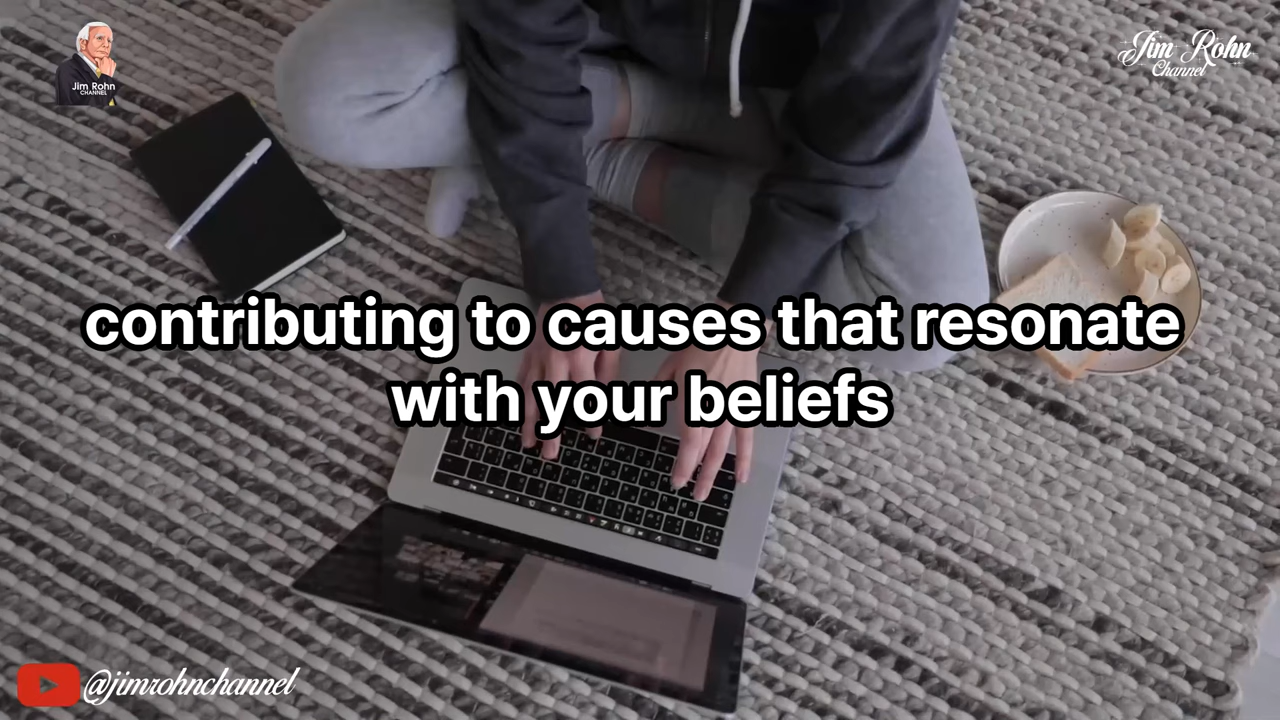 Jim Rohn
CHANNEL
Jim Rohn
Channel
contributing to causes that resonate
with your beliefs
@jimrohnchannel